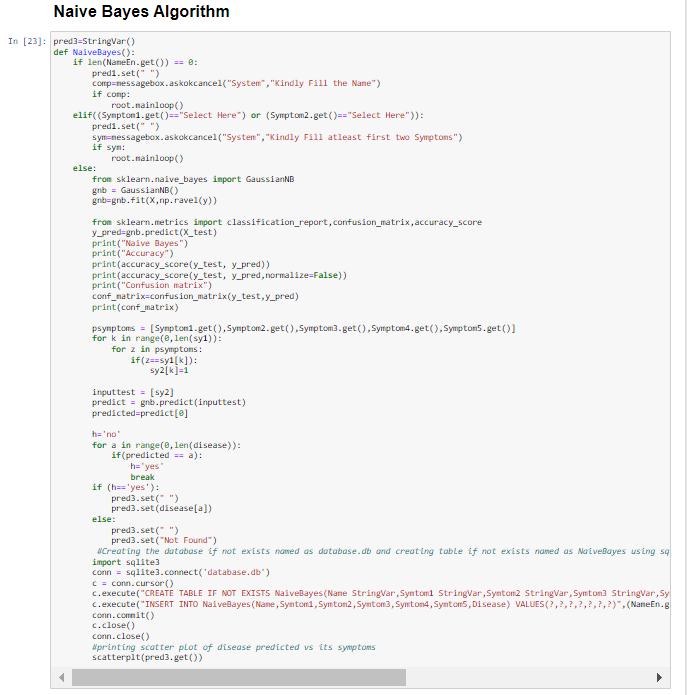 Naive Bayes Algorithm
In [23]: pred3=StringVar()
def NaiveBayes():
    if len(NameEn.get()) == 0:
        pred1.set(" ")
        comp=messagebox.askokcancel("System","Kindly Fill the Name")
        if comp:
            root.mainloop()
    elif((Symptom1.get()=="Select Here") or (Symptom2.get()=="Select Here")):
        pred1.set(" ")
        sym=messagebox.askokcancel("System","Kindly Fill atleast first two Symptoms")
        if sym:
            root.mainloop()
    else:
        from sklearn.naive_bayes import GaussianNB
        gnb = GaussianNB()
        gnb=gnb.fit(X,np.ravel(y))
        from sklearn.metrics import classification_report,confusion_matrix,accuracy_score
        y_pred=gnb.predict(X_test)
        print("Naive Bayes")
        print("Accuracy")
        print(accuracy_score(y_test, y_pred))
        print(accuracy_score(y_test, y_pred,normalize=False))
        print("Confusion matrix")
        conf_matrix=confusion_matrix(y_test,y_pred)
        print(conf_matrix)
        psymptoms = [Symptom1.get(),Symptom2.get(),Symptom3.get(),Symptom4.get(),Symptom5.get()]
        for k in range(0,len(sy1)):
            for z in psymptoms:
                if(z==sy1[k]):
                    sy2[k]=1
        inputtest = [sy2]
        predict = gnb.predict(inputtest)
        predicted=predict[0]
        h='no'
        for a in range(0,len(disease)):
            if(predicted == a):
                h='yes'
                break
        if (h=='yes'):
            pred3.set(" ")
            pred3.set(disease[a])
        else:
            pred3.set(" ")
            pred3.set("Not Found")
         #Creating the database if not exists named as database.db and creating table if not exists named as NaiveBayes using sq
        import sqlite3
        conn = sqlite3.connect('database.db')
        c = conn.cursor()
        c.execute("CREATE TABLE IF NOT EXISTS NaiveBayes(Name StringVar,Symtom1 StringVar,Symtom2 StringVar,Symtom3 StringVar,Sy
        c.execute("INSERT INTO NaiveBayes(Name,Symtom1,Symtom2,Symtom3,Symtom4,Symtom5,Disease) VALUES(?,?,?,?,?,?,?)",(NameEn.g
        conn.commit()
        c.close()
        conn.close()
        #printing scatter plot of disease predicted vs its symptoms
        scatterplt(pred3.get())